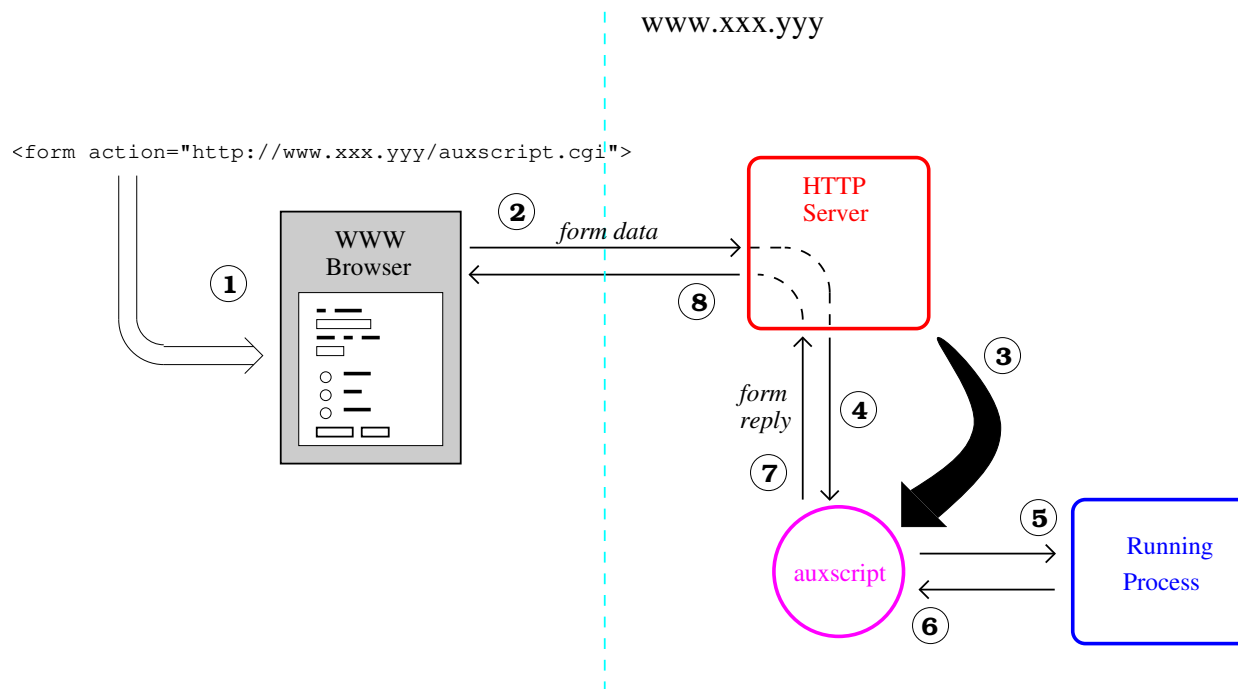 www.xxx.yyy
<form action="http://www.xxx.yyy/auxscript.cgi">
HTTP
Server
2
form data
WWW
Browser
1
8
3
form
reply
4
7
5
Running
Process
auxscript
6